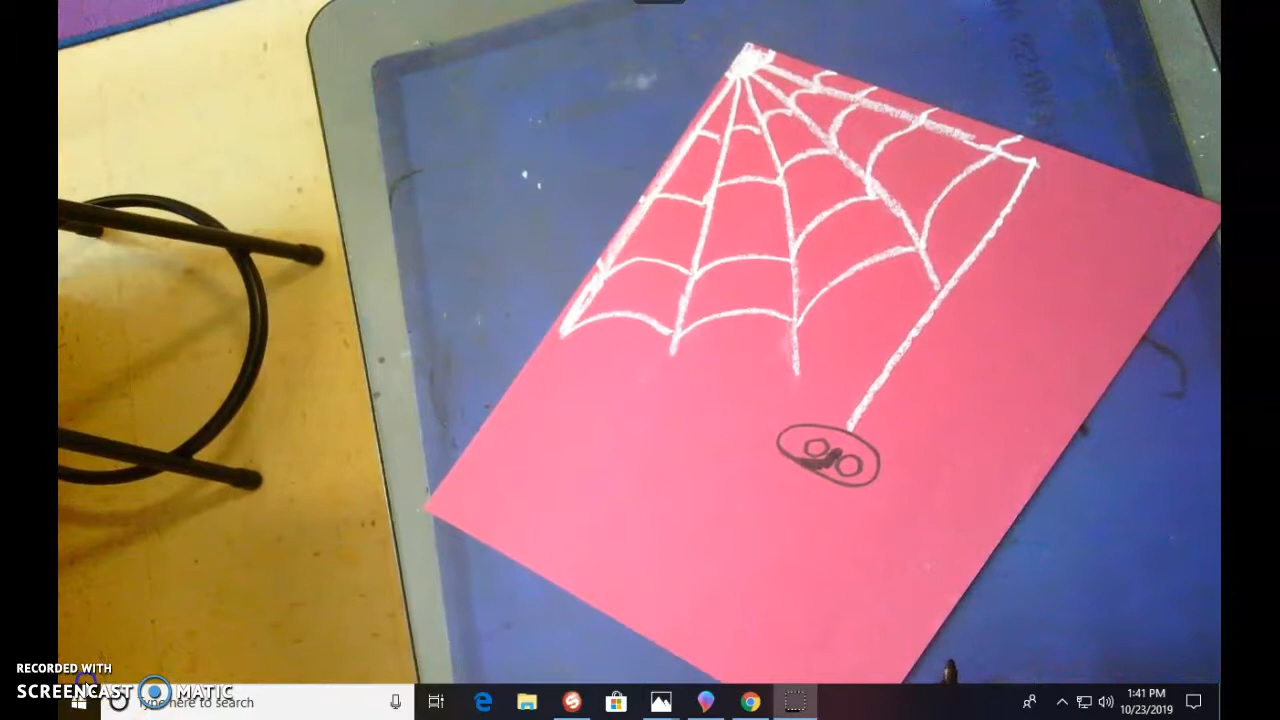 RECORDED WITH
SCREENCAST MATIC
Type here to search
1:41 PM
10/23/2019